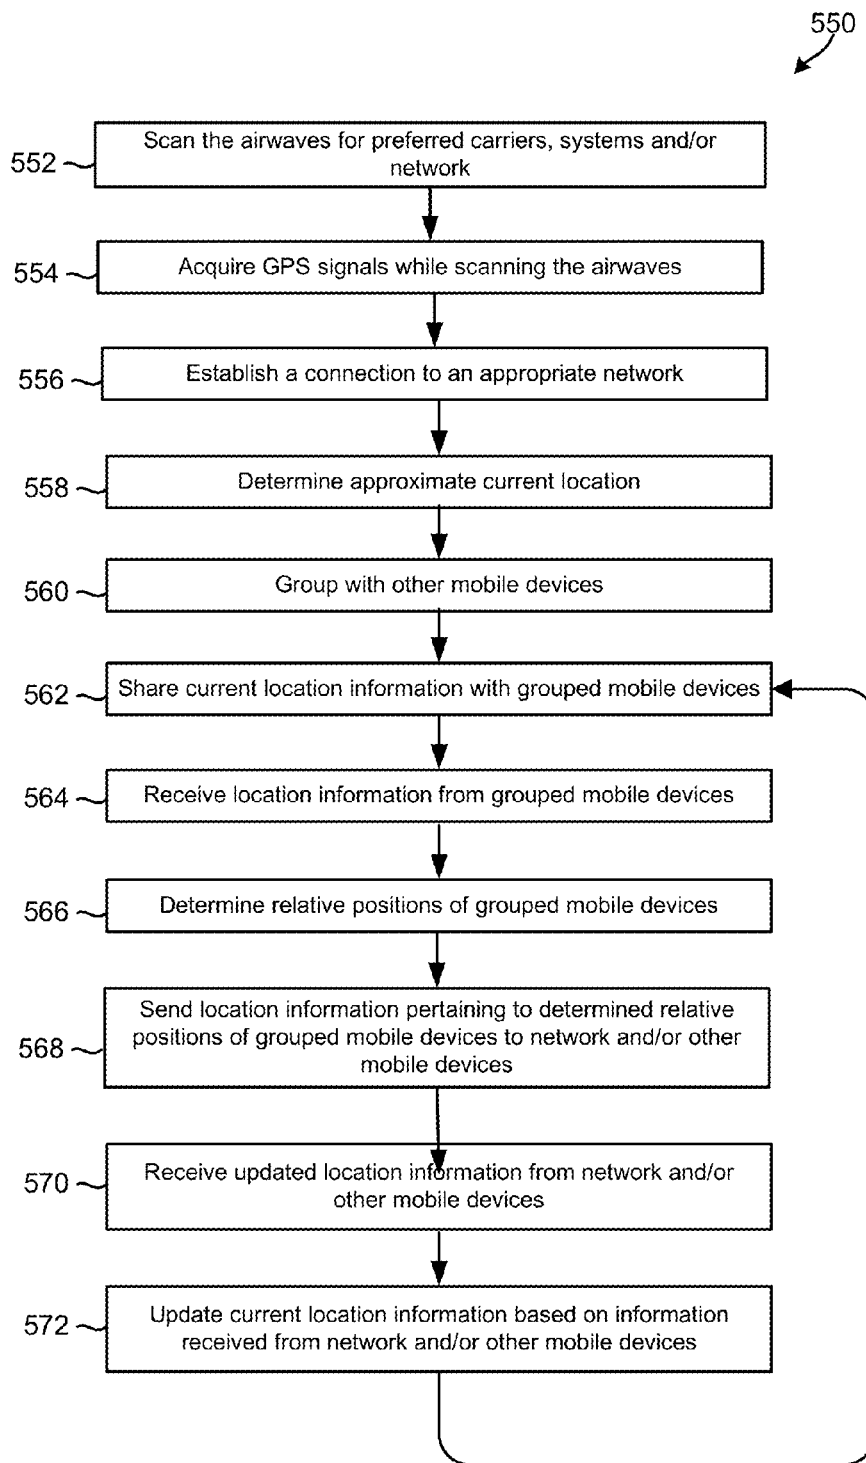 550
552
Scan the airwaves for preferred carriers, systems and/or
network
554
Acquire GPS signals while scanning the airwaves
556
Establish a connection to an appropriate network
558
Determine approximate current location
560
Group with other mobile devices
562
Share current location information with grouped mobile devices
564
Receive location information from grouped mobile devices
566
Determine relative positions of grouped mobile devices
568
Send location information pertaining to determined relative
positions of grouped mobile devices to network and/or other
mobile devices
570
Receive updated location information from network and/or
other mobile devices
572
Update current location information based on information
received from network and/or other mobile devices